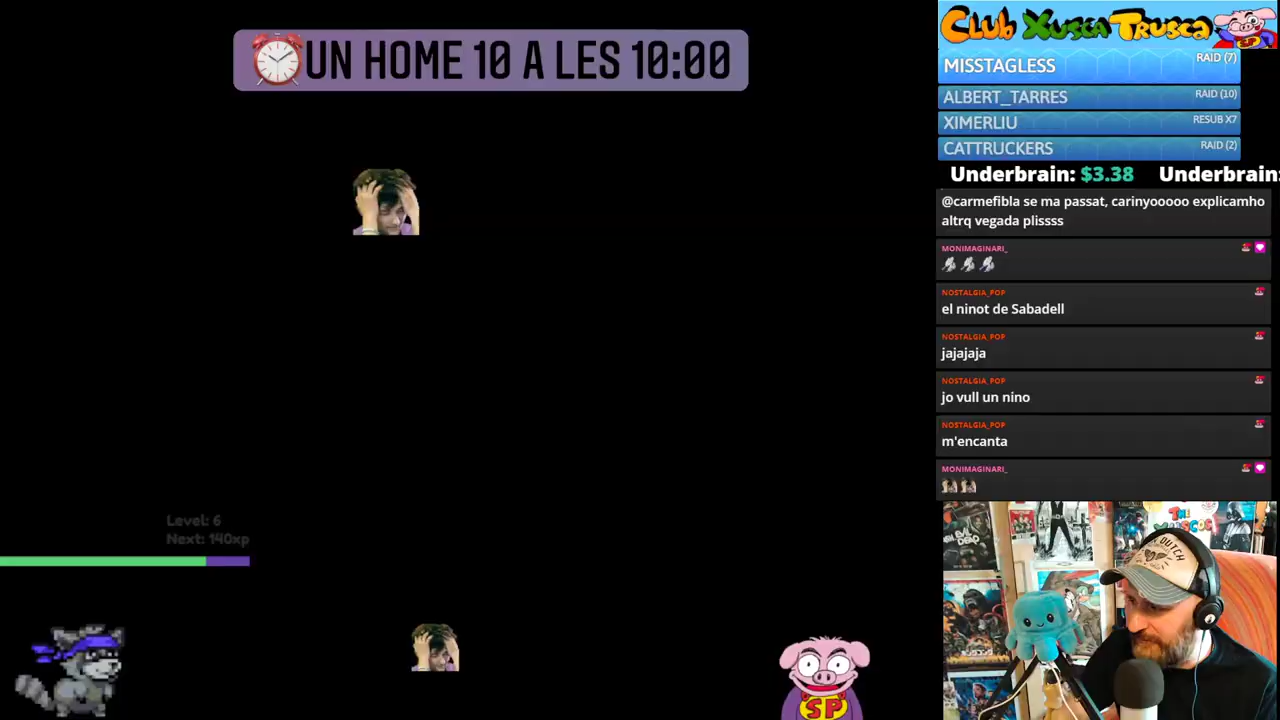 UN HOME 10 A LES 10:00
Club Xusca Trusca
SP
MISSTAGLESS RAID (7)
ALBERT_TARRES RAID (10)
XIMERLIU RESUB X7
CATTRUCKERS RAID (2)
Underbrain: $3.38 Underbrain:
@carmefibla se ma passat, carinyooooo explicamho
altrq vegada plissss
MONIMAGINARI_
NOSTALGIA_POP
el ninot de Sabadell
NOSTALGIA_POP
jajajaja
NOSTALGIA_POP
jo vull un nino
NOSTALGIA_POP
m'encanta
MONIMAGINARI_
Level: 6
Next: 140xp
SP